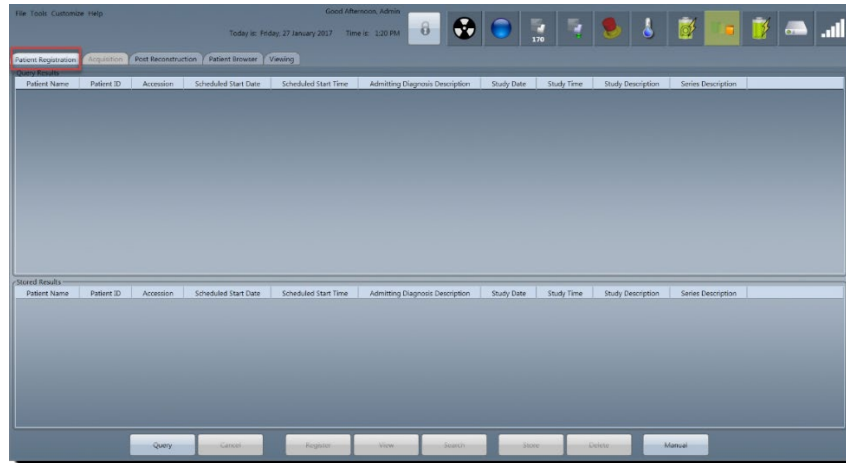 File Tools Customize Help
Good Afternoon, Admin
Today is: Friday, 27 January 2017 Time is: 1:20 PM
170
Patient Registration Acquisition Post Reconstruction Patient Browser Viewing
Query Results
Patient Name Patient ID Accession Scheduled Start Date Scheduled Start Time Admitting Diagnosis Description Study Date Study Time Study Description Series Description
Stored Results
Patient Name Patient ID Accession Scheduled Start Date Scheduled Start Time Admitting Diagnosis Description Study Date Study Time Study Description Series Description
Query Cancel Register View Search Store Delete Manual